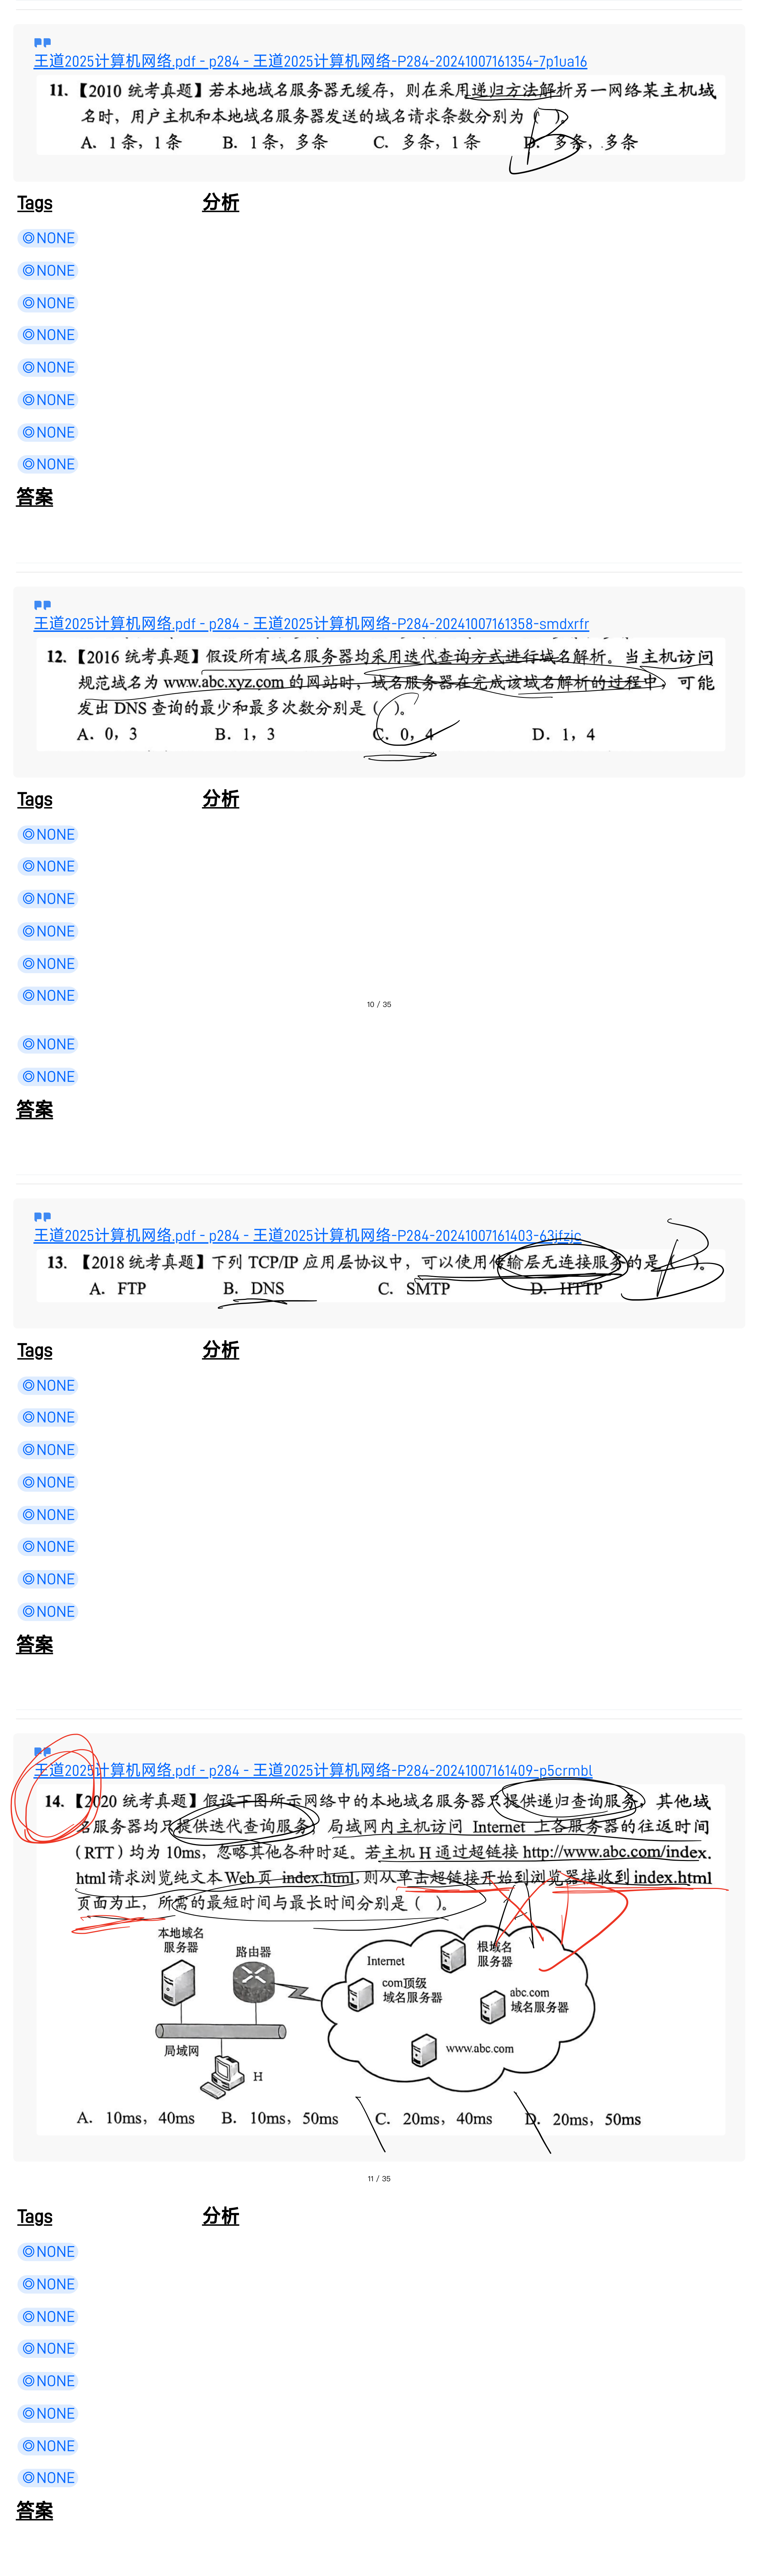 王道2025计算机网络.pdf - p284 - 王道2025计算机网络-P284-20241007161354-7p1ua16
11.【2010 统考真题】若本地域名服务器无缓存，则在采用递归方法解析另一网络某主机域
名时，用户主机和本地域名服务器发送的域名请求条数分别为（ ）。
A. 1条，1条 B. 1条，多条 C. 多条，1条 D. 多条，多条
B
Tags 分析
◎NONE
◎NONE
◎NONE
◎NONE
◎NONE
◎NONE
◎NONE
◎NONE
答案
王道2025计算机网络.pdf - p284 - 王道2025计算机网络-P284-20241007161358-smdxrfr
12.【2016 统考真题】假设所有域名服务器均采用迭代查询方式进行域名解析。当主机访问
规范域名为 www.abc.xyz.com 的网站时，域名服务器在完成该域名解析的过程中，可能
发出 DNS 查询的最少和最多次数分别是（ ）。
C
A. 0，3 B. 1，3 C. 0，4 D. 1，4
Tags 分析
◎NONE
◎NONE
◎NONE
◎NONE
◎NONE
◎NONE
10 / 35
◎NONE
◎NONE
答案
王道2025计算机网络.pdf - p284 - 王道2025计算机网络-P284-20241007161403-63jfzjc
13.【2018 统考真题】下列 TCP/IP 应用层协议中，可以使用传输层无连接服务的是（ ）。
B
A. FTP B. DNS C. SMTP D. HTTP
Tags 分析
◎NONE
◎NONE
◎NONE
◎NONE
◎NONE
◎NONE
◎NONE
◎NONE
答案
王道2025计算机网络.pdf - p284 - 王道2025计算机网络-P284-20241007161409-p5crmbl
14.【2020 统考真题】假设下图所示网络中的本地域名服务器只提供递归查询服务，其他域
名服务器均只提供迭代查询服务；局域网内主机访问 Internet 上各服务器的往返时间
（RTT）均为 10ms，忽略其他各种时延。若主机 H 通过超链接 http://www.abc.com/index.
html 请求浏览纯文本 Web 页 index.html，则从单击超链接开始到浏览器接收到 index.html
页面为止，所需的最短时间与最长时间分别是（ ）。
A
D
本地域名
服务器
路由器
Internet
根域名
服务器
com顶级
域名服务器
abc.com
域名服务器
www.abc.com
局域网
H
A. 10ms，40ms B. 10ms，50ms C. 20ms，40ms D. 20ms，50ms
11 / 35
Tags 分析
◎NONE
◎NONE
◎NONE
◎NONE
◎NONE
◎NONE
◎NONE
◎NONE
答案